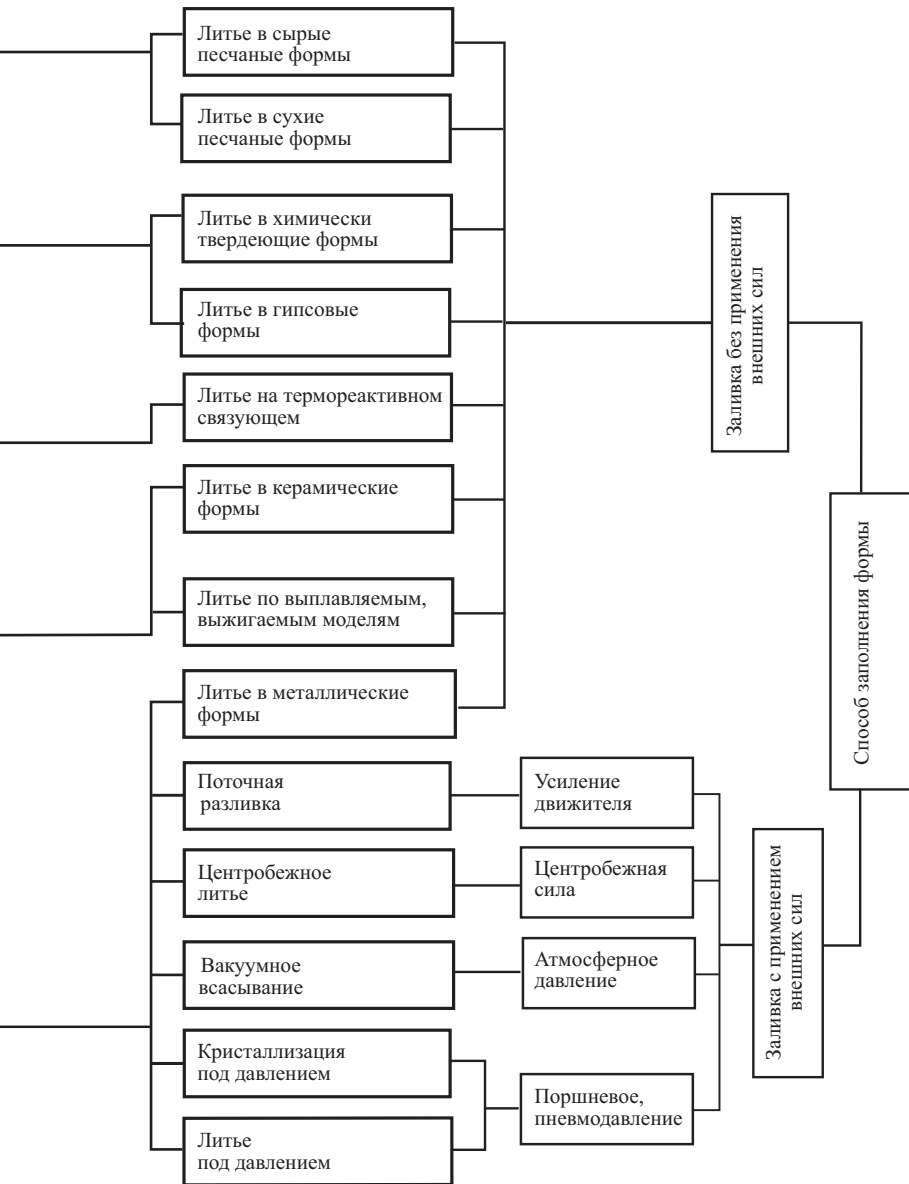 Литье в сырые
песчаные формы
Литье в сухие
песчаные формы
Литье в химически
твердеющие формы
Литье в гипсовые
формы
Литье на термореактивном
связующем
Литье в керамические
формы
Литье по выплавляемым,
выжигаемым моделям
Литье в металлические
формы
Поточная
разливка
Центробежное
литье
Вакуумное
всасывание
Кристаллизация
под давлением
Литье
под давлением
Усиление
движителя
Центробежная
сила
Атмосферное
давление
Поршневое,
пневмодавление
Заливка без применения
внешних сил
Заливка с применением
внешних сил
Способ заполнения формы